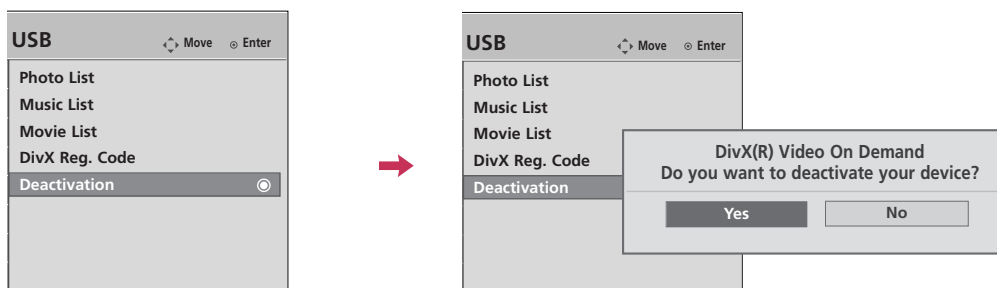 USB Move Enter
Photo List
Music List
Movie List
DivX Reg. Code
Deactivation
USB Move Enter
Photo List
Music List
Movie List
DivX Reg. Code
Deactivation
DivX(R) Video On Demand
Do you want to deactivate your device?
Yes No